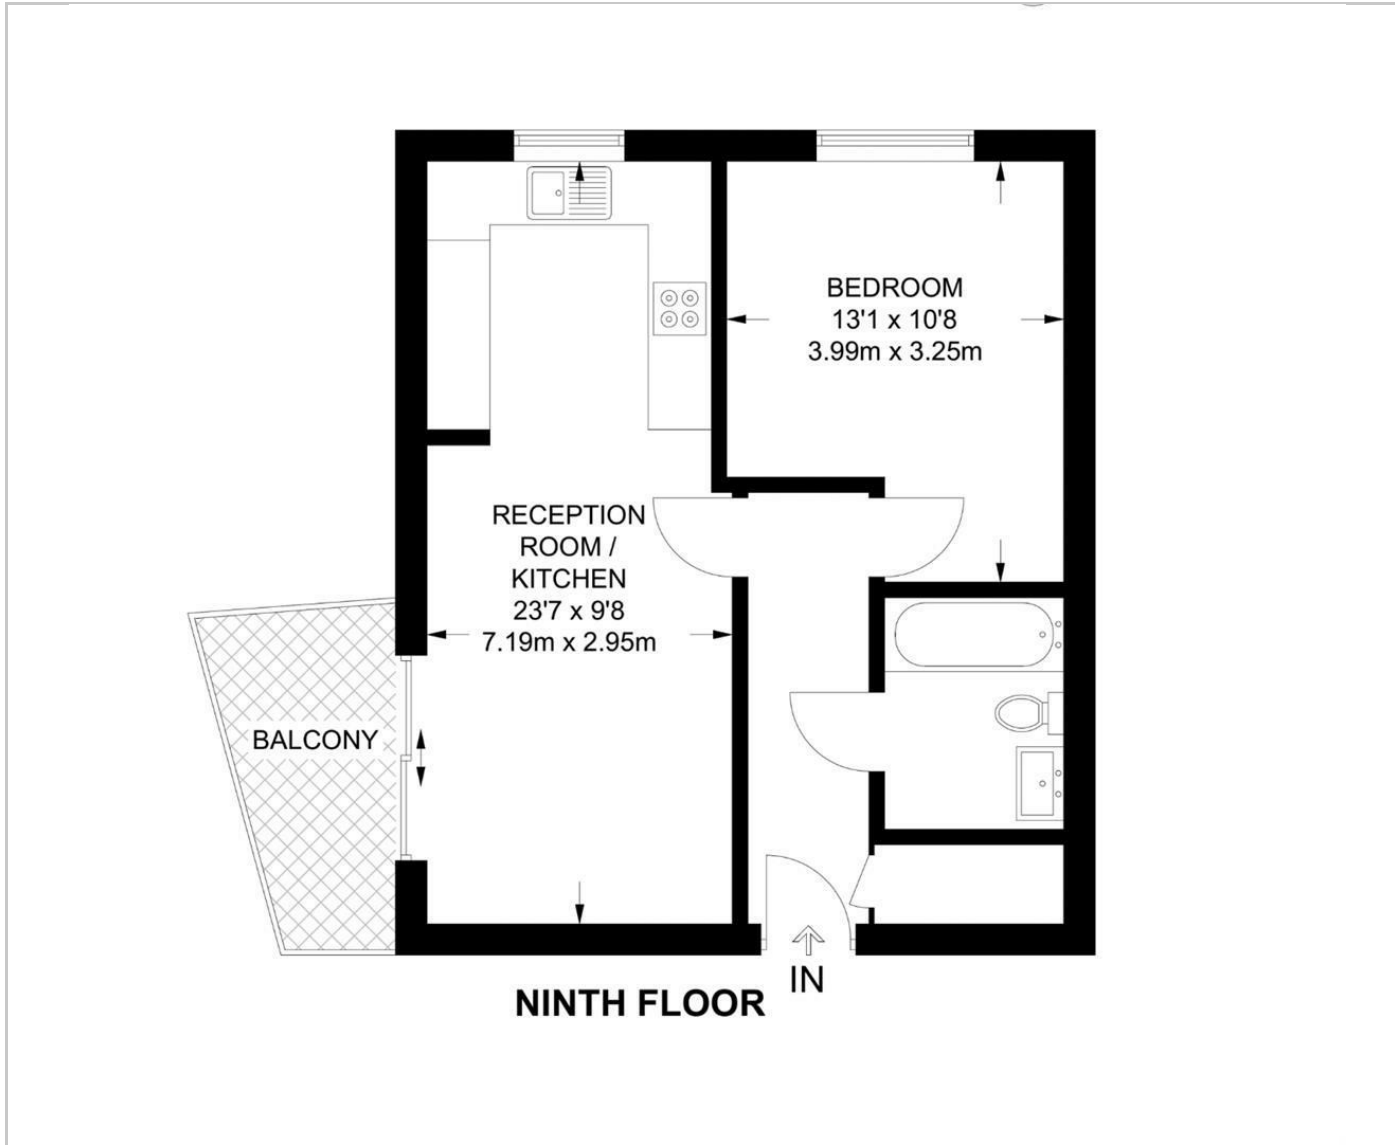 BEDROOM
13'1 x 10'8
3.99m x 3.25m
RECEPTION
ROOM /
KITCHEN
23'7 x 9'8
7.19m x 2.95m
BALCONY
IN
NINTH FLOOR